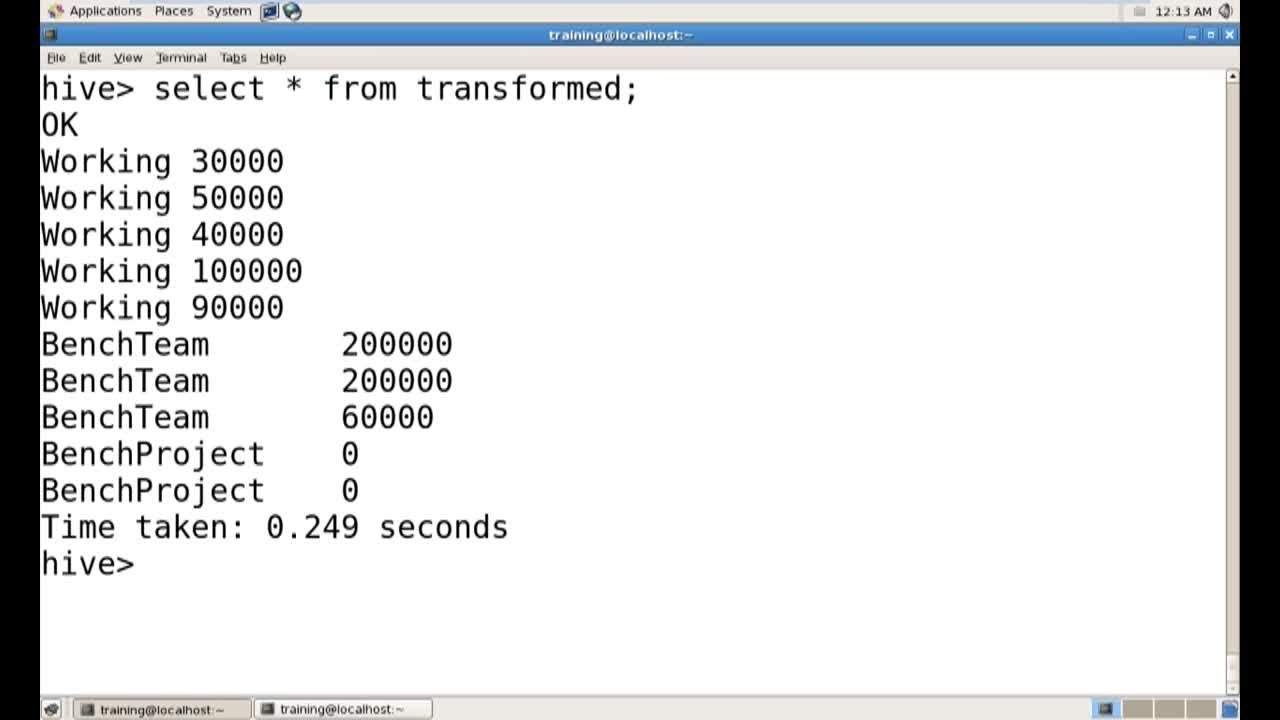 Applications Places System 12:13 AM
training@localhost:~
File Edit View Terminal Tabs Help
hive> select * from transformed;
OK
Working 30000
Working 50000
Working 40000
Working 100000
Working 90000
BenchTeam 200000
BenchTeam 200000
BenchTeam 60000
BenchProject 0
BenchProject 0
Time taken: 0.249 seconds
hive>
training@localhost:~ training@localhost:~